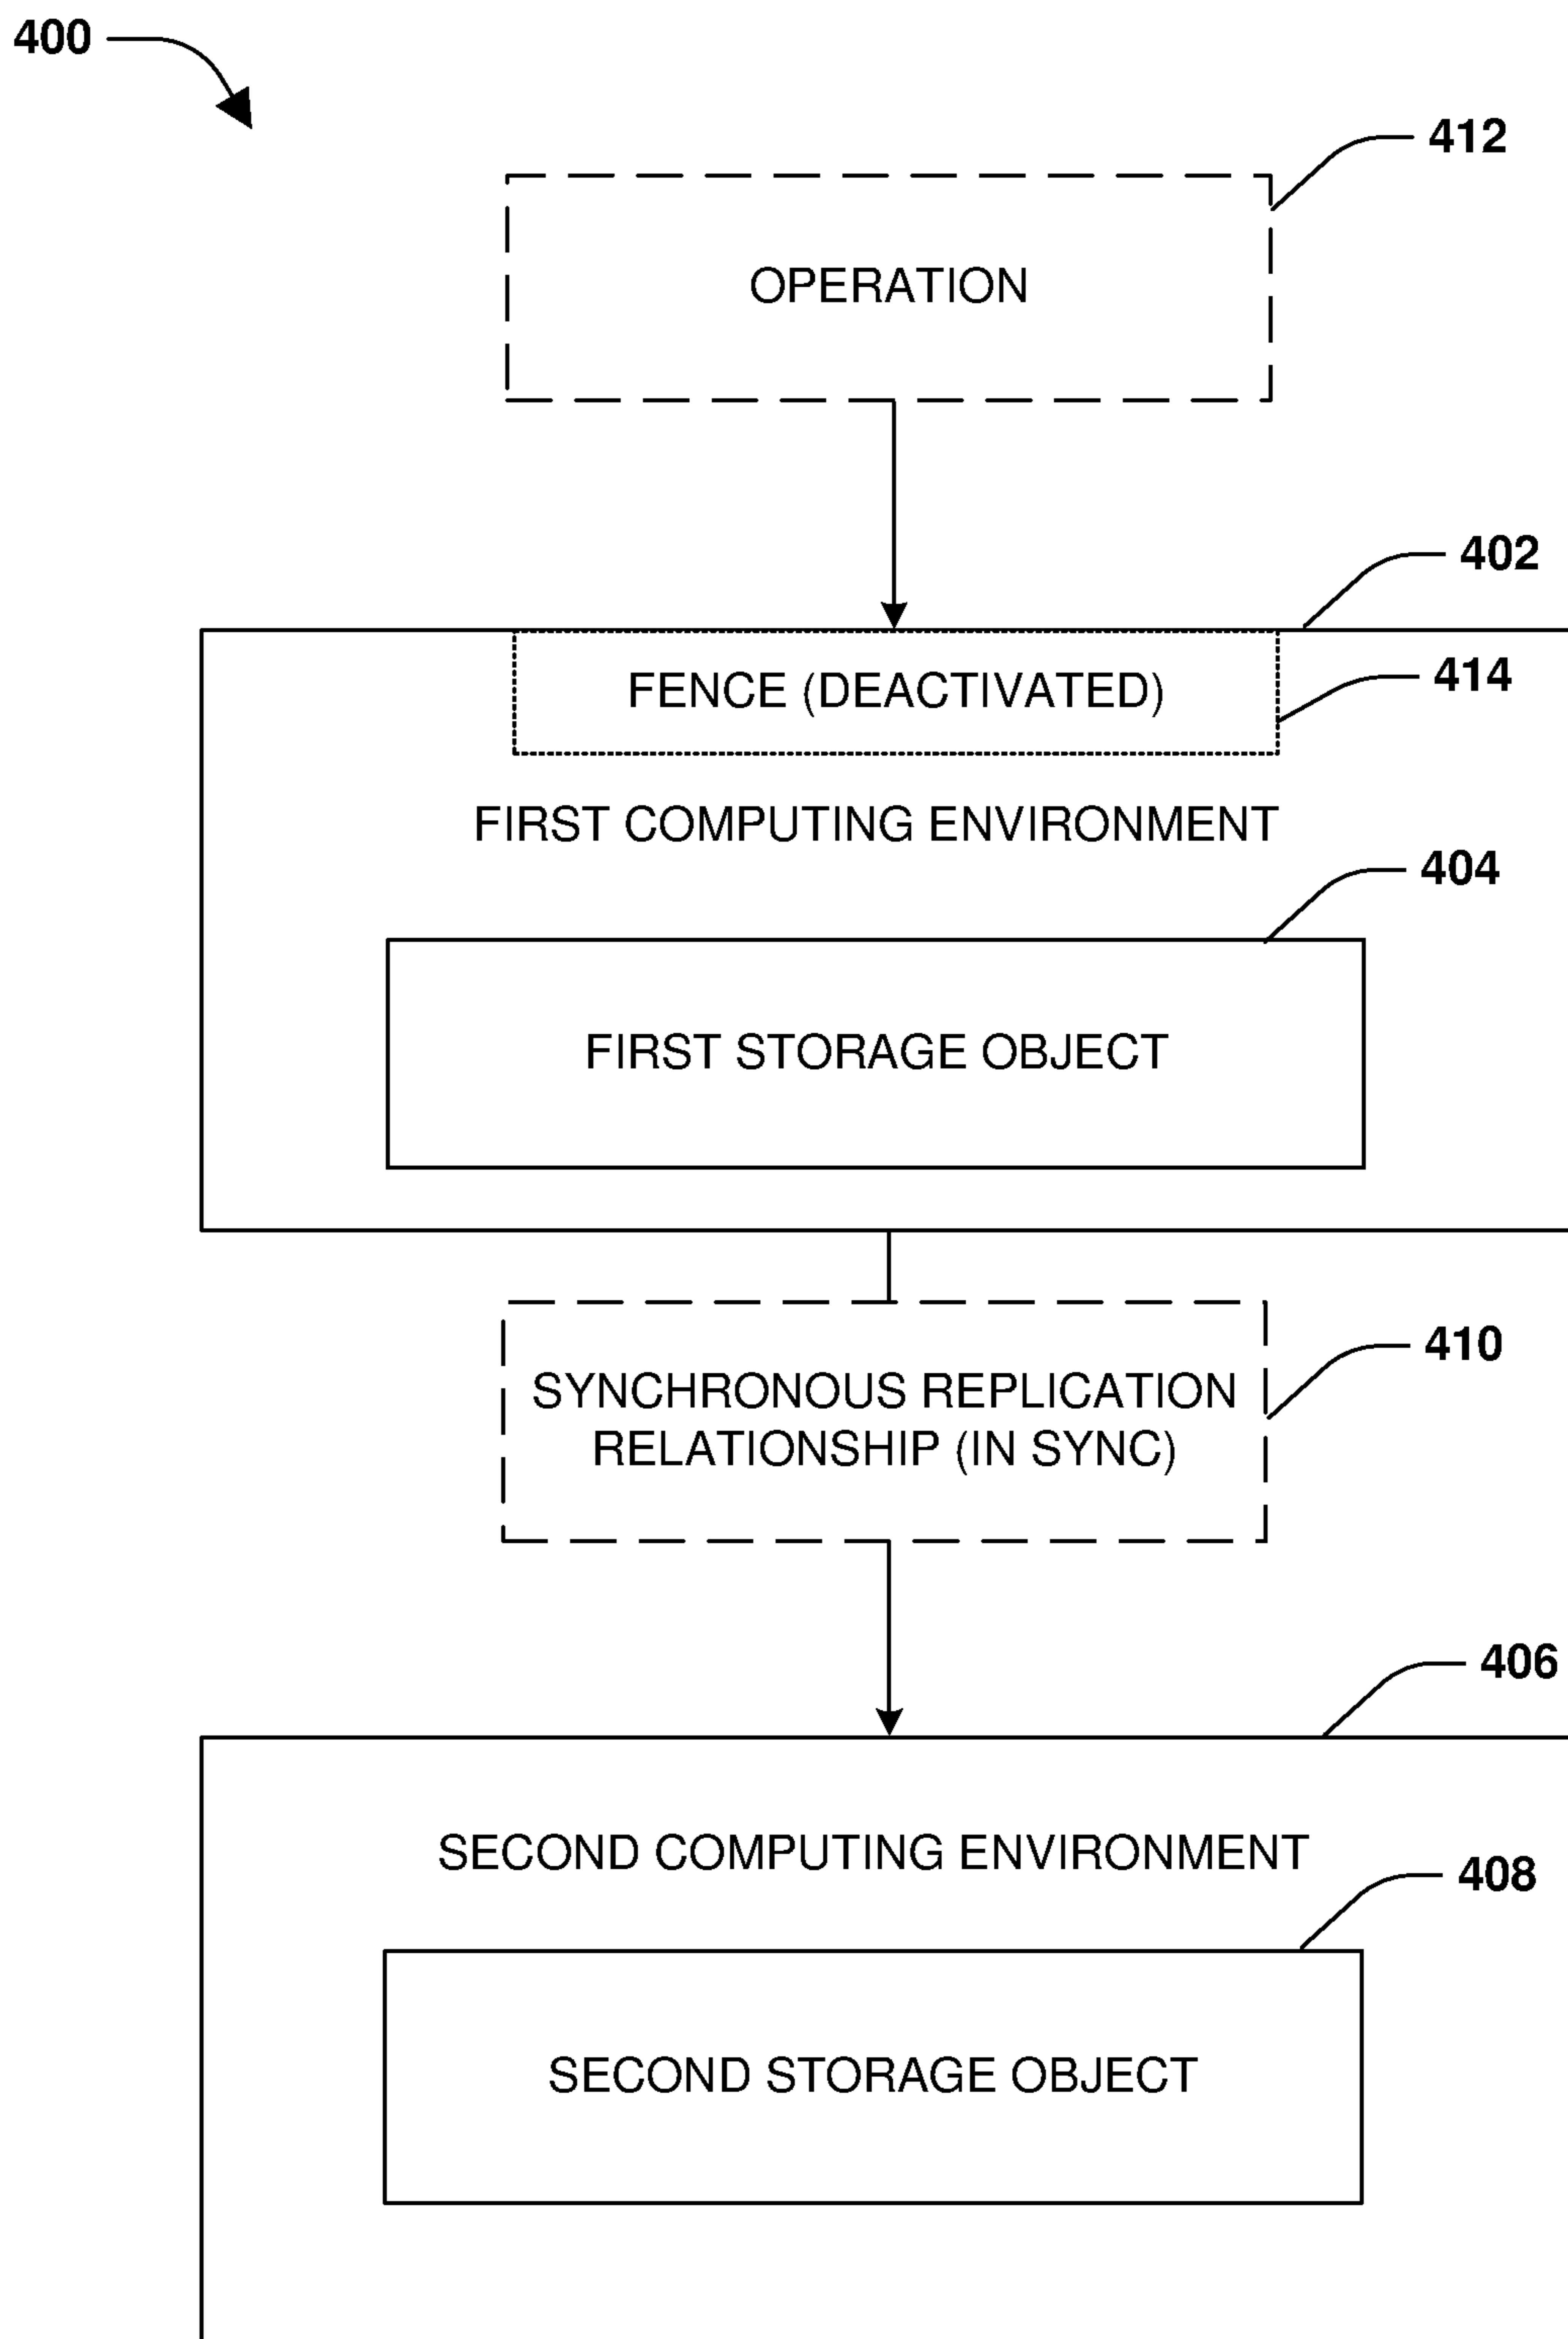 400
412
OPERATION
402
FENCE (DEACTIVATED)
414
FIRST COMPUTING ENVIRONMENT
404
FIRST STORAGE OBJECT
410
SYNCHRONOUS REPLICATION
RELATIONSHIP (IN SYNC)
406
SECOND COMPUTING ENVIRONMENT
408
SECOND STORAGE OBJECT